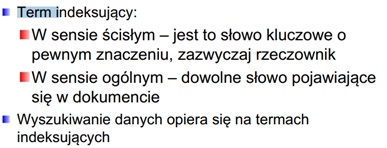 Term indeksujący:
W sensie ścisłym – jest to słowo kluczowe o
pewnym znaczeniu, zazwyczaj rzeczownik
W sensie ogólnym – dowolne słowo pojawiające
się w dokumencie
Wyszukiwanie danych opiera się na termach
indeksujących